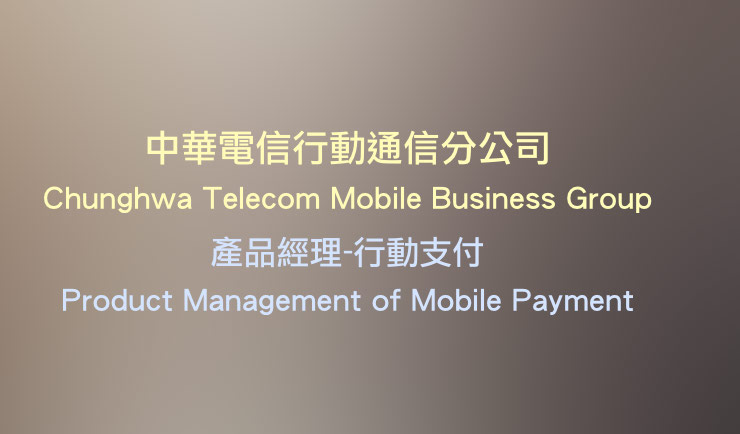 中華電信行動通信分公司
Chunghwa Telecom Mobile Business Group
產品經理-行動支付
Product Management of Mobile Payment